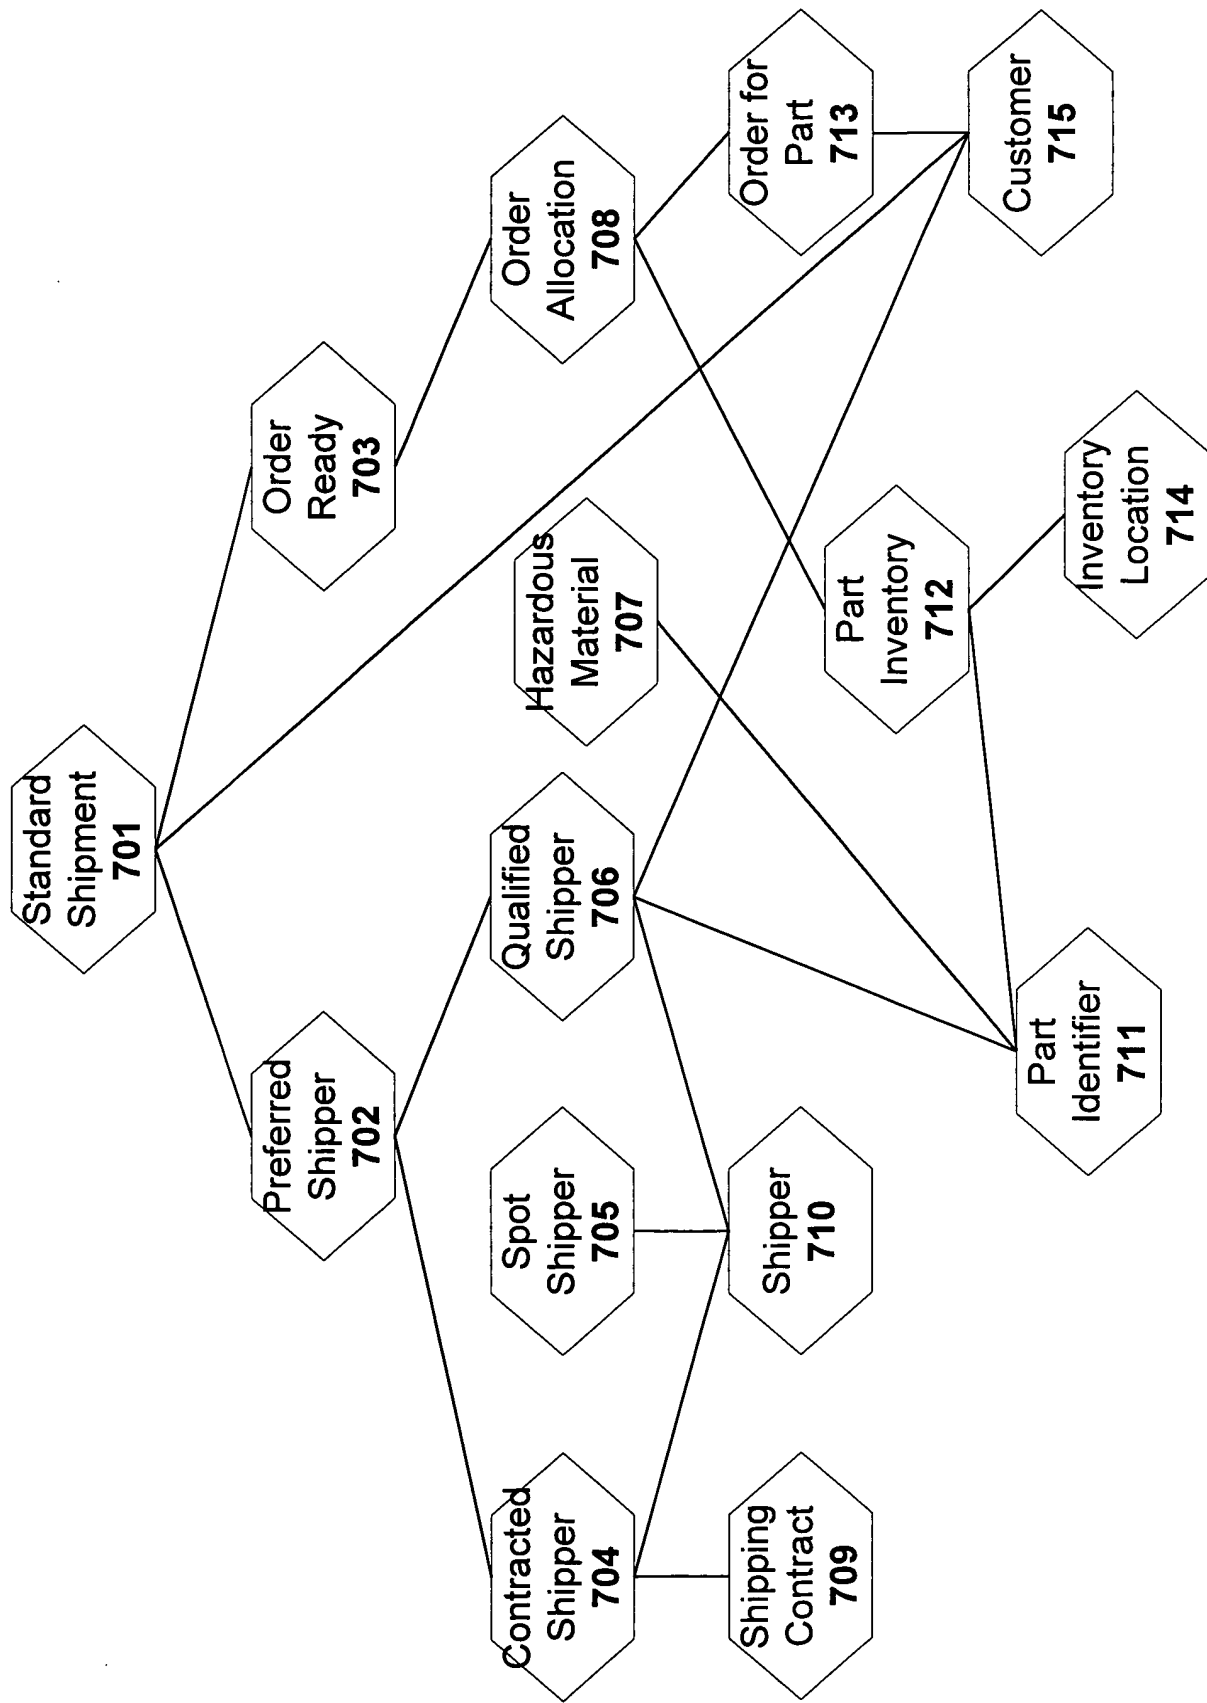 Standard
Shipment
701
Preferred
Shipper
702
Order
Ready
703
Contracted
Shipper
704
Spot
Shipper
705
Qualified
Shipper
706
Hazardous
Material
707
Order
Allocation
708
Shipping
Contract
709
Shipper
710
Part
Identifier
711
Part
Inventory
712
Order for
Part
713
Inventory
Location
714
Customer
715